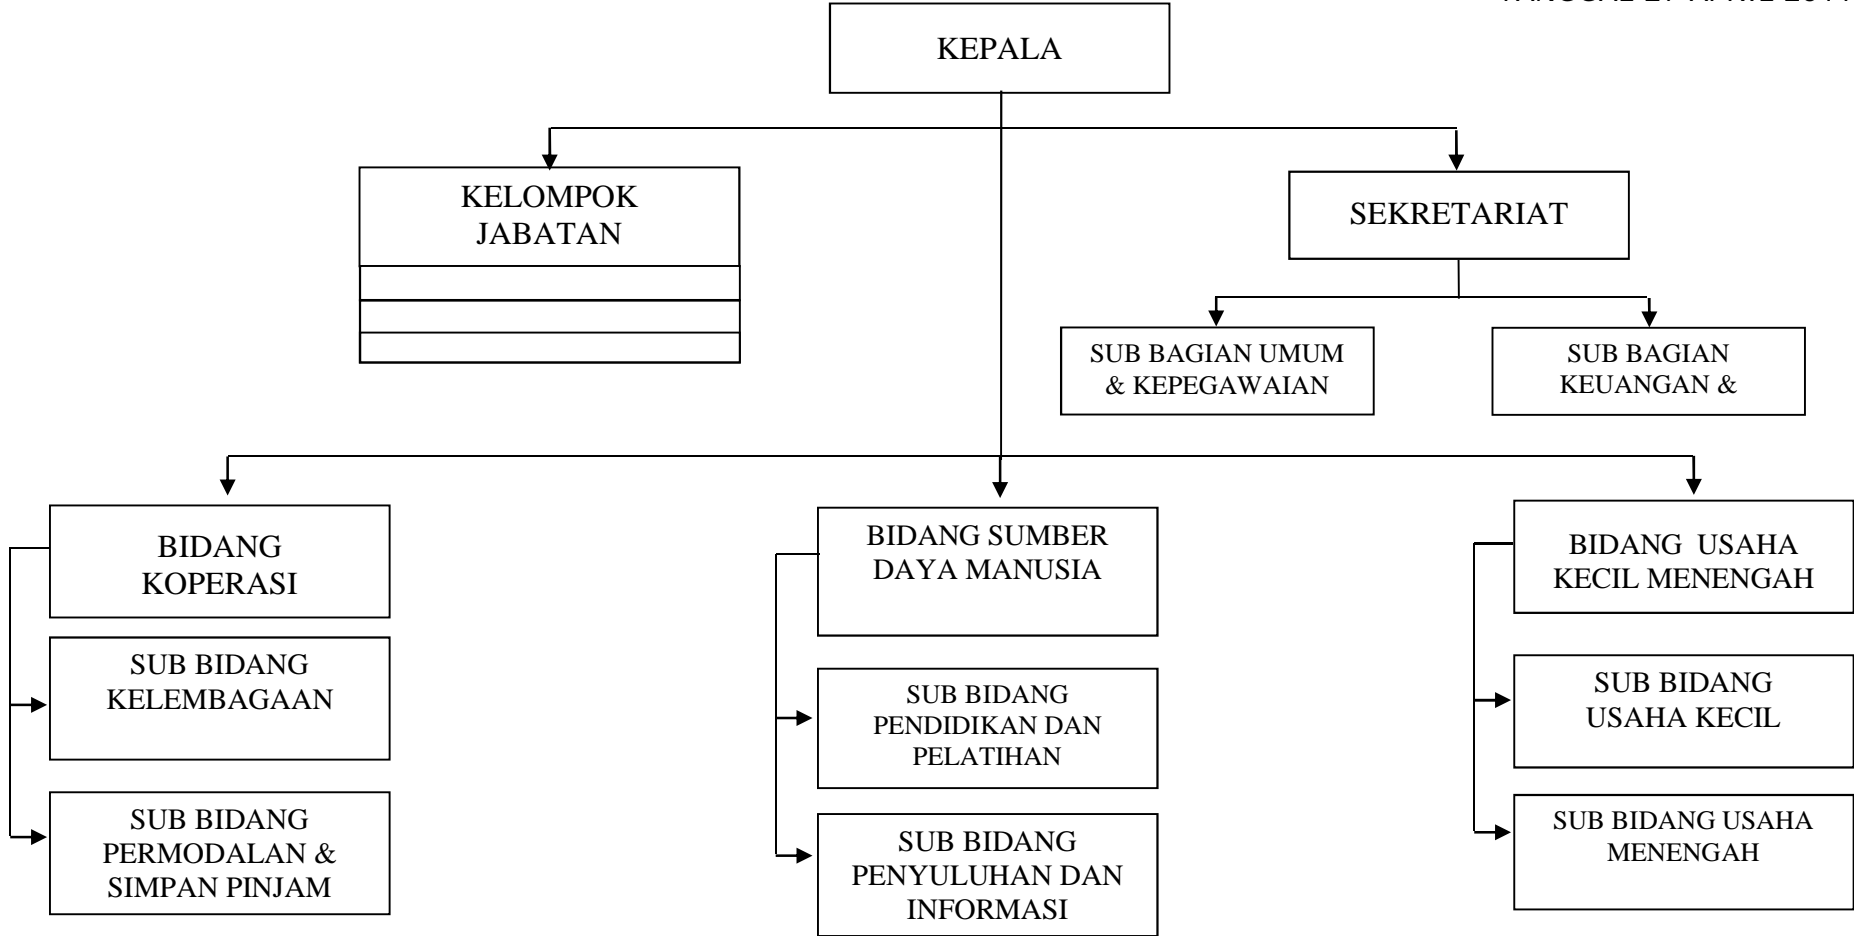 KEPALA
KELOMPOK
JABATAN
SEKRETARIAT
SUB BAGIAN UMUM
& KEPEGAWAIAN
SUB BAGIAN
KEUANGAN &
BIDANG
KOPERASI
SUB BIDANG
KELEMBAGAAN
SUB BIDANG
PERMODALAN &
SIMPAN PINJAM
BIDANG SUMBER
DAYA MANUSIA
SUB BIDANG
PENDIDIKAN DAN
PELATIHAN
SUB BIDANG
PENYULUHAN DAN
INFORMASI
BIDANG USAHA
KECIL MENENGAH
SUB BIDANG
USAHA KECIL
SUB BIDANG USAHA
MENENGAH